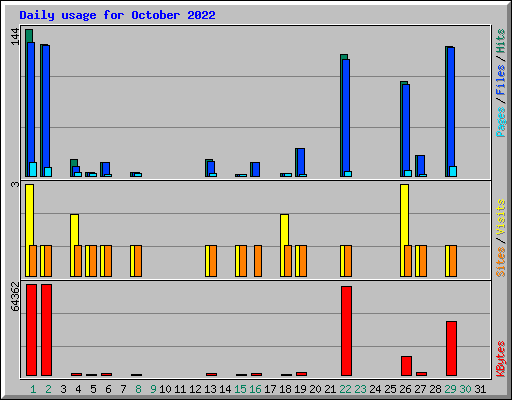 Daily usage for October 2022
144
Pages / Files / Hits
3
Sites / Visits
64362
KBytes
1 2 3 4 5 6 7 8 9 10 11 12 13 14 15 16 17 18 19 20 21 22 23 24 25 26 27 28 29 30 31